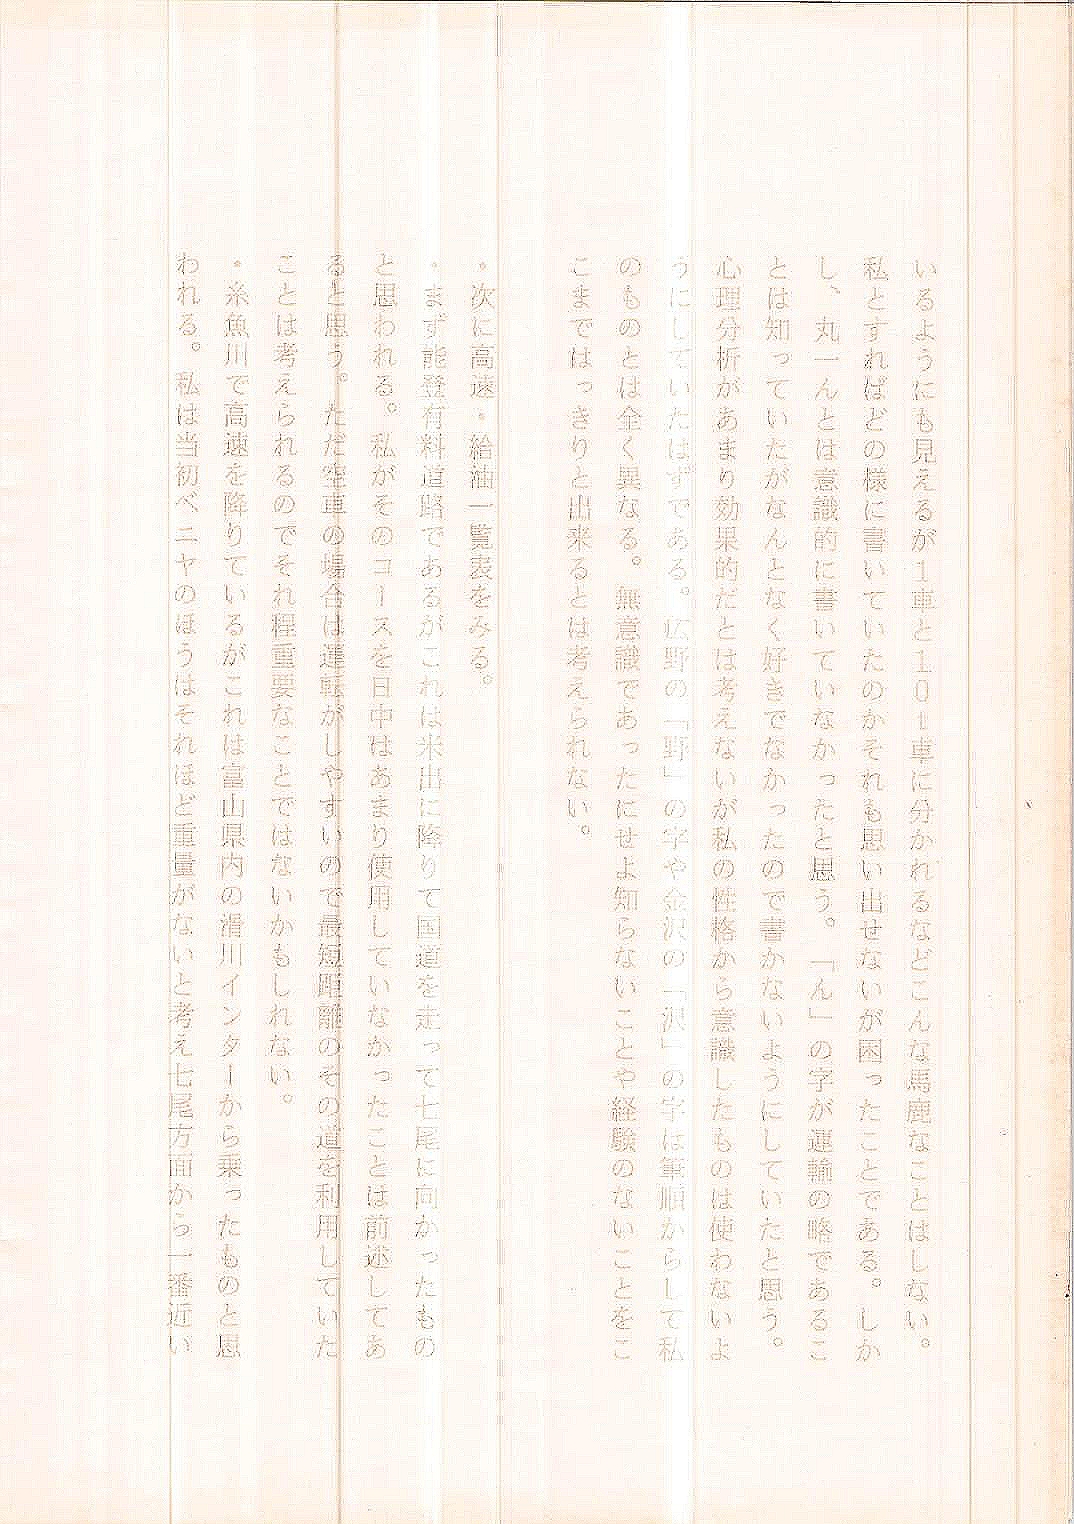 いるようにも見えるが１車と１０１車に分かれるなどこんな馬鹿なことはしない。
私とすればどの様に書いていたのかそれも思い出せないが困ったことである。しか
し、丸一んとは意識的に書いていなかったと思う。「ん」の字が運輸の略であるこ
とは知っていたがなんとなく好きでなかったので書かないようにしていたと思う。
心理分析があまり効果的だとは考えないが私の性格から意識したものは使わないよ
うにしていたはずである。広野の「野」の字や金沢の「沢」の字は筆順からして私
のものとは全く異なる。無意識であったにせよ知らないことや経験のないことをこ
こまではっきりと出来るとは考えられない。
・次に高速・給油一覧表をみる。
・まず能登有料道路であるがこれは米出に降りて国道を走って七尾に向かったもの
と思われる。私がそのコースを日中はあまり使用していなかったことは前述してあ
ると思う。ただ空車の場合は運転がしやすいので最短距離のその道を利用していた
ことは考えられるのでそれ程重要なことではないかもしれない。
・糸魚川で高速を降りているがこれは富山県内の滑川インターから乗ったものと思
われる。私は当初ベニヤのほうはそれほど重量がないと考え七尾方面から一番近い